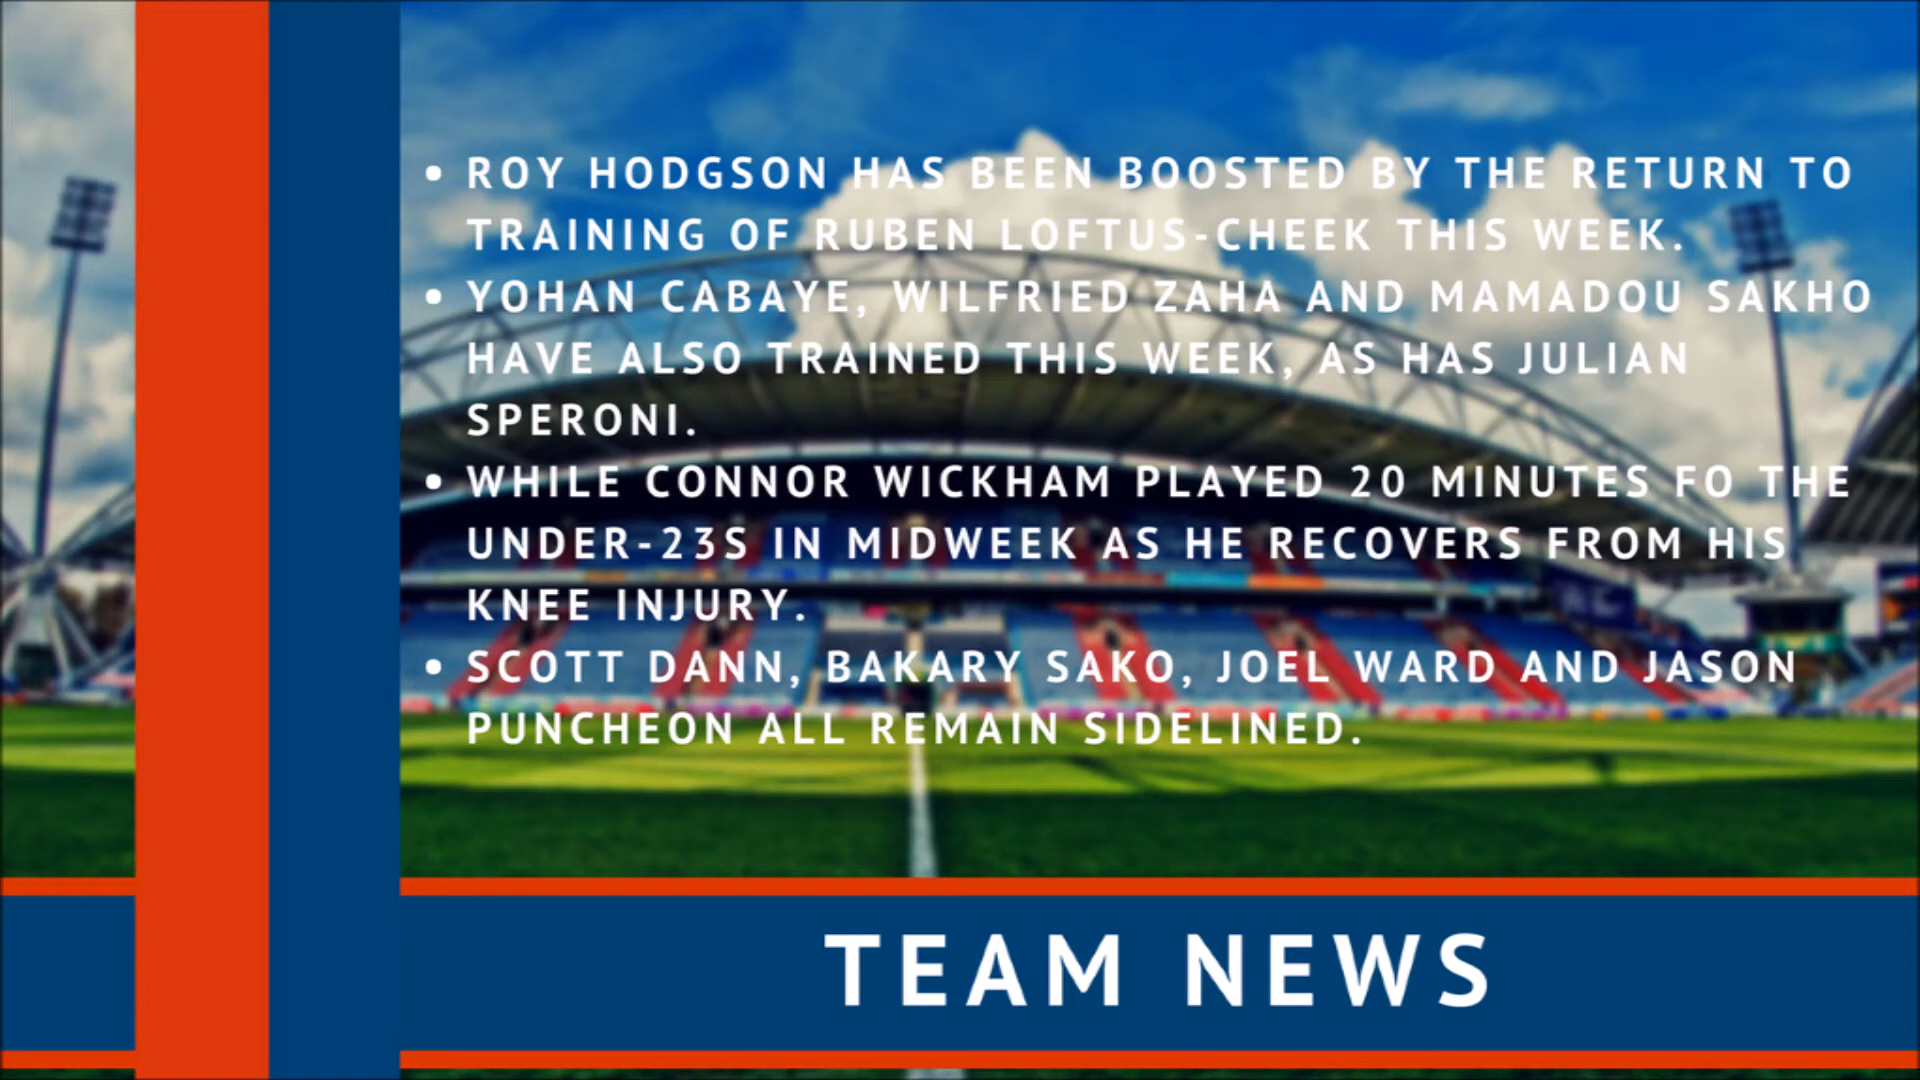 • ROY HODGSON HAS BEEN BOOSTED BY THE RETURN TO
TRAINING OF RUBEN LOFTUS-CHEEK THIS WEEK.
• YOHAN CABAYE, WILFRIED ZAHA AND MAMADOU SAKHO
HAVE ALSO TRAINED THIS WEEK, AS HAS JULIAN
SPERONI.
• WHILE CONNOR WICKHAM PLAYED 20 MINUTES FO THE
UNDER-23S IN MIDWEEK AS HE RECOVERS FROM HIS
KNEE INJURY.
• SCOTT DANN, BAKARY SAKO, JOEL WARD AND JASON
PUNCHEON ALL REMAIN SIDELINED.
TEAM NEWS